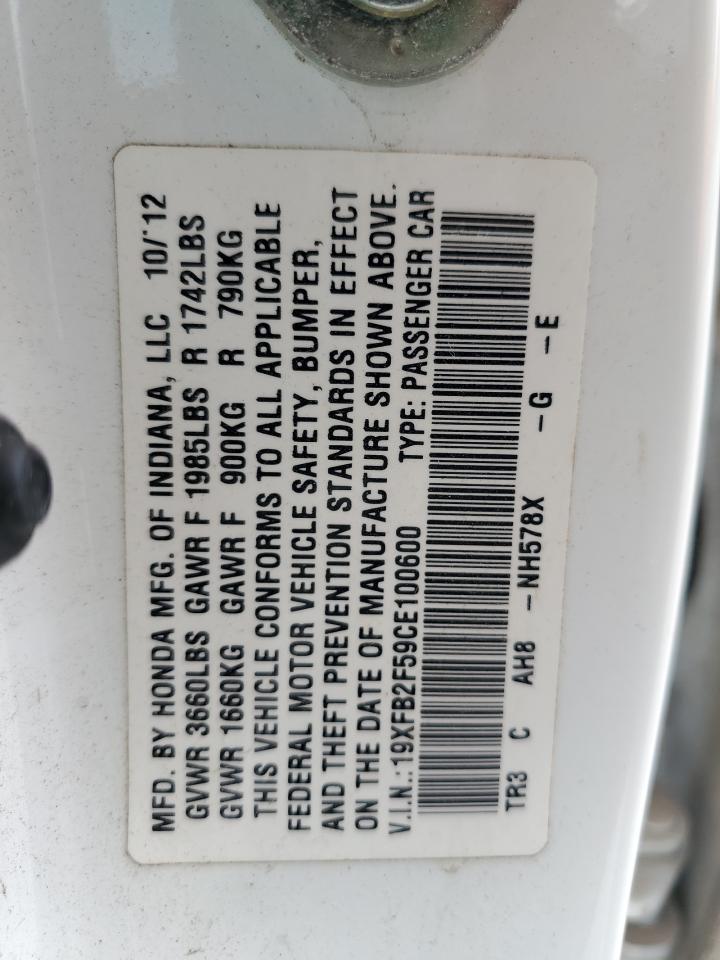 MFD. BY HONDA MFG. OF INDIANA, LLC 10/12
GVWR 3660LBS GAWR F 1985LBS R 1742LBS
GVWR 1660KG GAWR F 900KG R 790KG
THIS VEHICLE CONFORMS TO ALL APPLICABLE
FEDERAL MOTOR VEHICLE SAFETY, BUMPER,
AND THEFT PREVENTION STANDARDS IN EFFECT
ON THE DATE OF MANUFACTURE SHOWN ABOVE.
V.I.N.:19XFB2F59CE100600 TYPE: PASSENGER CAR
TR3 C AH8 -NH578X -G -E